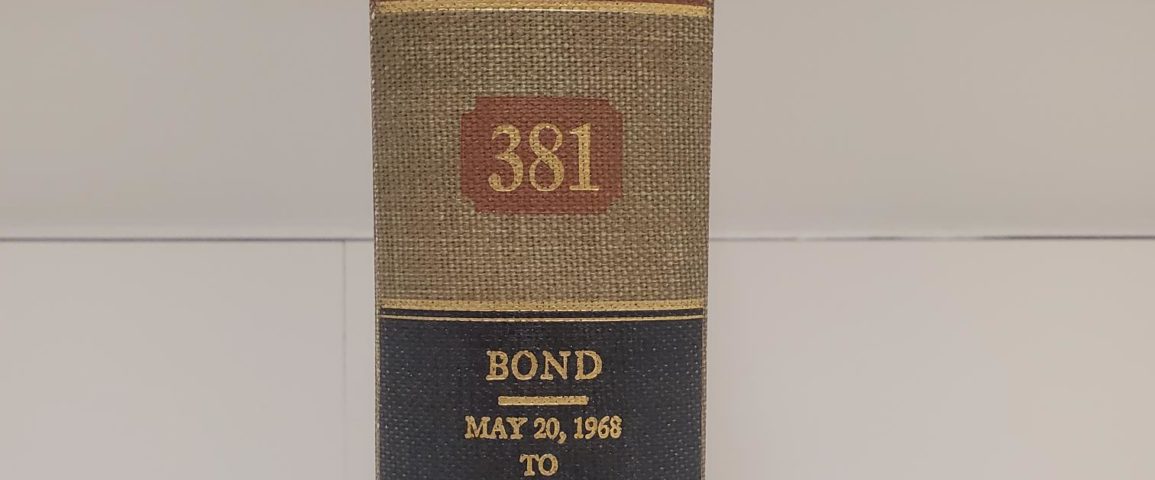 381
BOND
MAY 20, 1968
TO